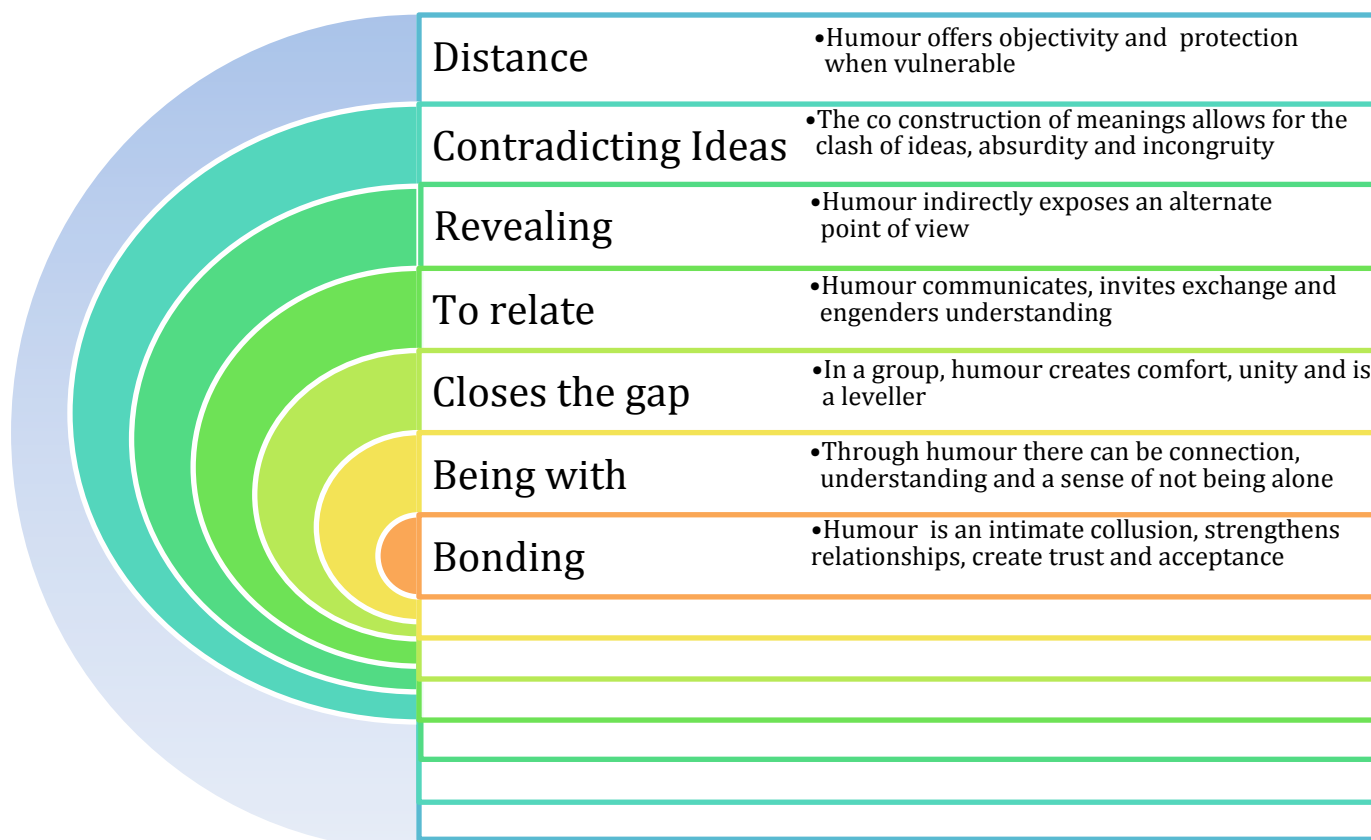 Distance
•Humour offers objectivity and  protection
when vulnerable
Contradicting Ideas
•The co construction of meanings allows for the
clash of ideas, absurdity and incongruity
Revealing
•Humour indirectly exposes an alternate
point of view
To relate
•Humour communicates, invites exchange and
engenders understanding
Closes the gap
•In a group, humour creates comfort, unity and is
a leveller
Being with
•Through humour there can be connection,
understanding and a sense of not being alone
Bonding
•Humour  is an intimate collusion, strengthens
relationships, create trust and acceptance